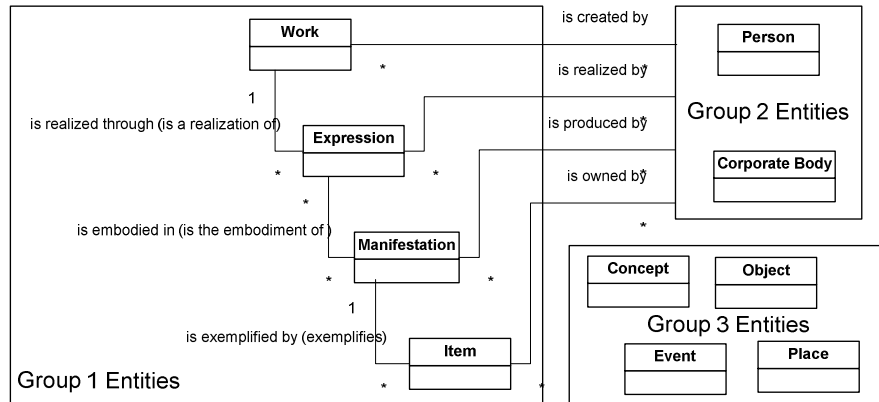 is created by
Work
Person
*
is realized by
*
1
is realized through (is a realization of)
Group 2 Entities
is produced by
*
Expression
Corporate Body
*
*
is owned by
*
*
*
is embodied in (is the embodiment of )
Manifestation
Concept
Object
*
*
1
Group 3 Entities
is exemplified by (exemplifies)
Item
Event
Place
Group 1 Entities
*
*